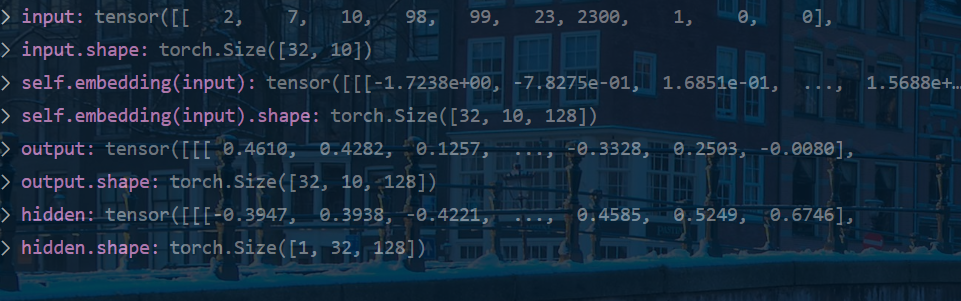 > input: tensor([[ 2, 7, 10, 98, 99, 23, 2300, 1, 0, 0],
> input.shape: torch.Size([32, 10])
> self.embedding(input): tensor([[[-1.7238e+00, -7.8275e-01, 1.6851e-01, ..., 1.5688e+…
> self.embedding(input).shape: torch.Size([32, 10, 128])
> output: tensor([[[ 0.4610, 0.4282, 0.1257, ..., -0.3328, 0.2503, -0.0080],
> output.shape: torch.Size([32, 10, 128])
> hidden: tensor([[[-0.3947, 0.3938, -0.4221, ..., 0.4585, 0.5249, 0.6746],
> hidden.shape: torch.Size([1, 32, 128])